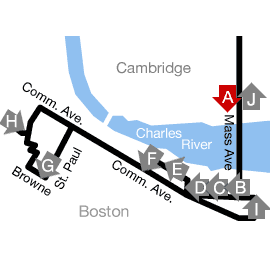 Cambridge
A
J
Comm. Ave.
Mass Ave
H
Charles
River
St. Paul
F
E
G
Browne
Comm. Ave.
D
C
B
I
Boston